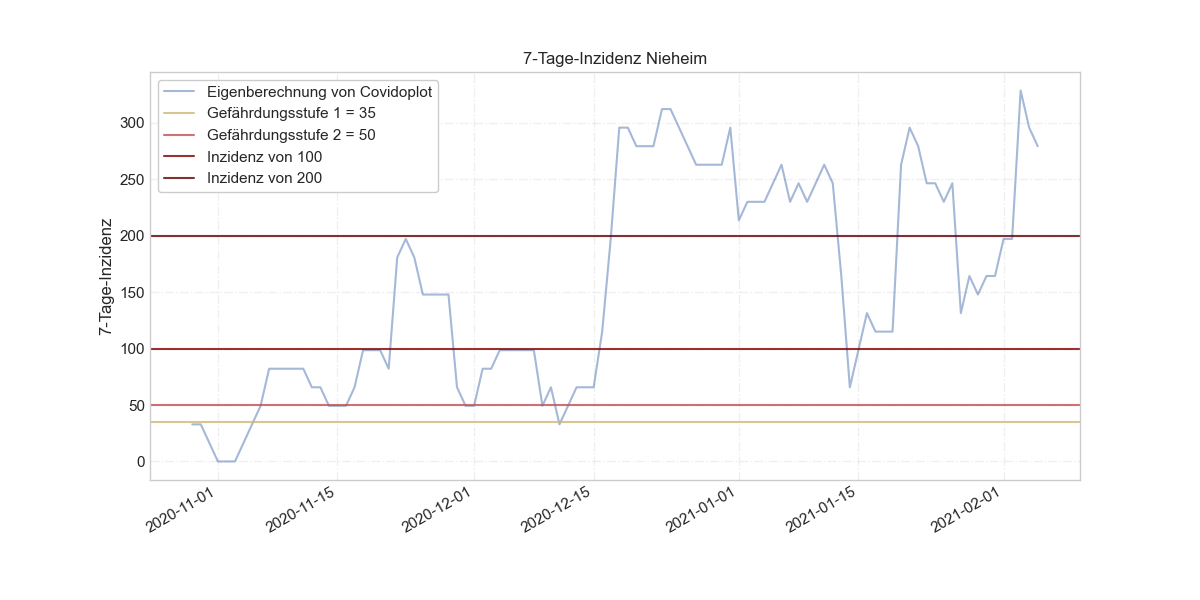 7-Tage-Inzidenz Nieheim
Eigenberechnung von Covidoplot
Gefährdungsstufe 1 = 35
Gefährdungsstufe 2 = 50
Inzidenz von 100
Inzidenz von 200
7-Tage-Inzidenz
300
250
200
150
100
50
0
2020-11-01
2020-11-15
2020-12-01
2020-12-15
2021-01-01
2021-01-15
2021-02-01